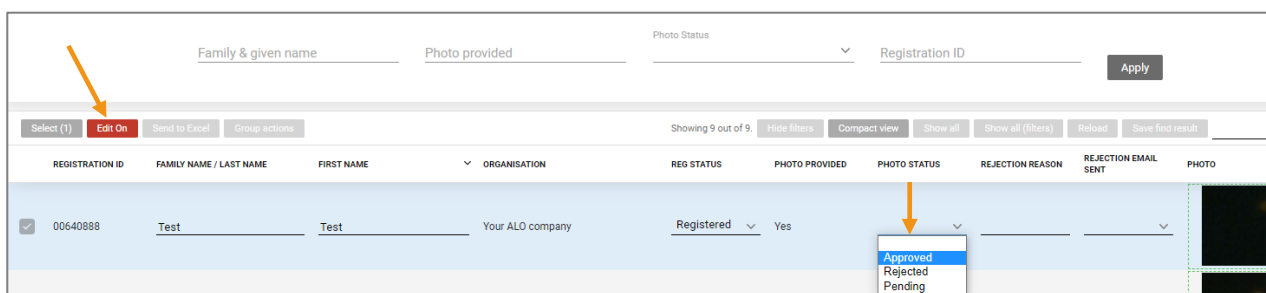 Photo Status
Family & given name Photo provided Registration ID
Apply
Select (1) Edit On Send to Excel Group actions Showing 9 out of 9. Hide filters Compact view Show all Show all (filters) Reload Save find result
REGISTRATION ID FAMILY NAME / LAST NAME FIRST NAME ORGANISATION REG STATUS PHOTO PROVIDED PHOTO STATUS REJECTION REASON REJECTION EMAIL SENT PHOTO
00640888 Test Test Your ALO company Registered Yes
Approved
Rejected
Pending